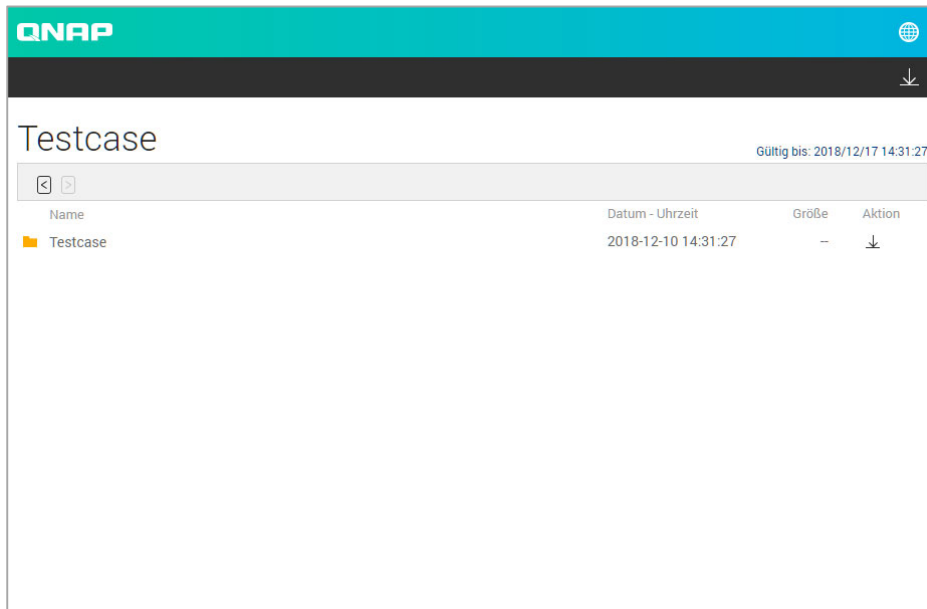 QNAP
Testcase
Gültig bis: 2018/12/17 14:31:27
Name Datum - Uhrzeit Größe Aktion
Testcase 2018-12-10 14:31:27 --